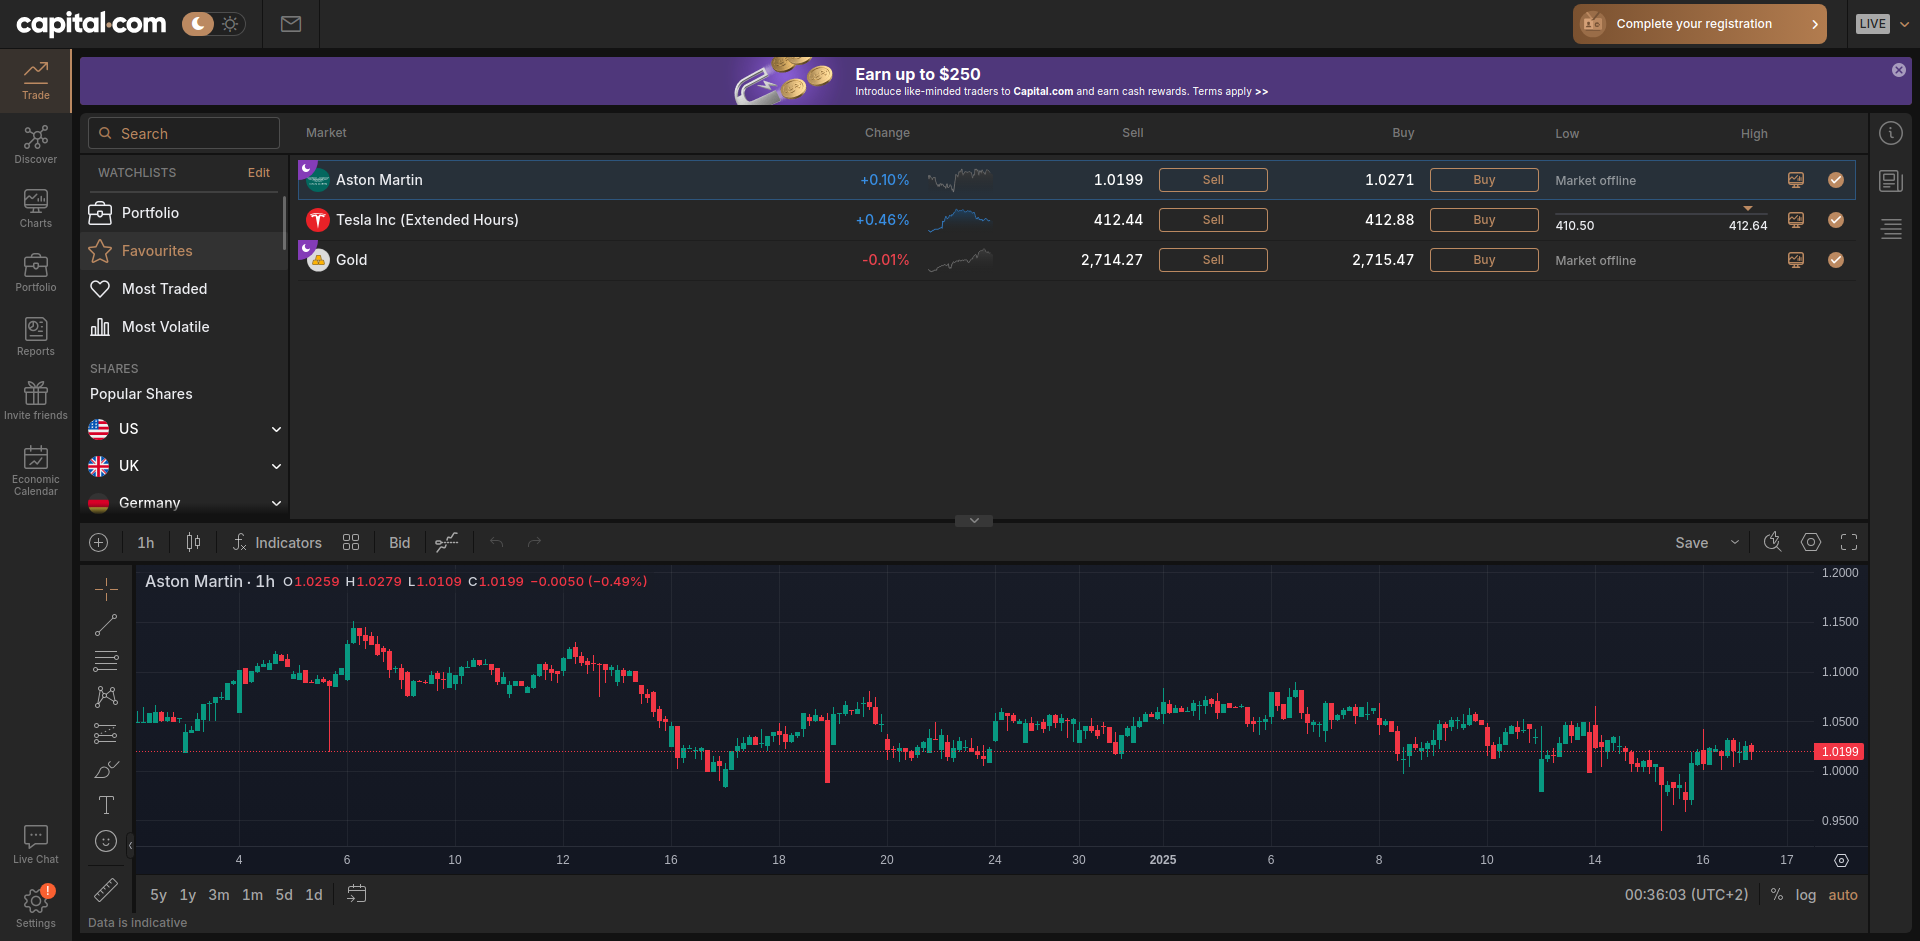 capital.com
Complete your registration
LIVE
Trade
Discover
Charts
Portfolio
Reports
Invite friends
Economic
Calendar
Live Chat
!
Settings
Earn up to $250
Introduce like-minded traders to Capital.com and earn cash rewards. Terms apply >>
Search
Market Change Sell Buy Low High
WATCHLISTS Edit
Portfolio
Favourites
Most Traded
Most Volatile
SHARES
Popular Shares
US
UK
Germany
Aston Martin +0.10% 1.0199 Sell 1.0271 Buy Market offline
Tesla Inc (Extended Hours) +0.46% 412.44 Sell 412.88 Buy 410.50 412.64
Gold -0.01% 2,714.27 Sell 2,715.47 Buy Market offline
1h Indicators Bid Save
Aston Martin · 1h O1.0259 H1.0279 L1.0109 C1.0199 −0.0050 (−0.49%)
1.2000
1.1500
1.1000
1.0500
1.0199
1.0000
0.9500
4 6 10 12 16 18 20 24 30 2025 6 8 10 14 16 17
5y 1y 3m 1m 5d 1d
00:36:03 (UTC+2) % log auto
Data is indicative